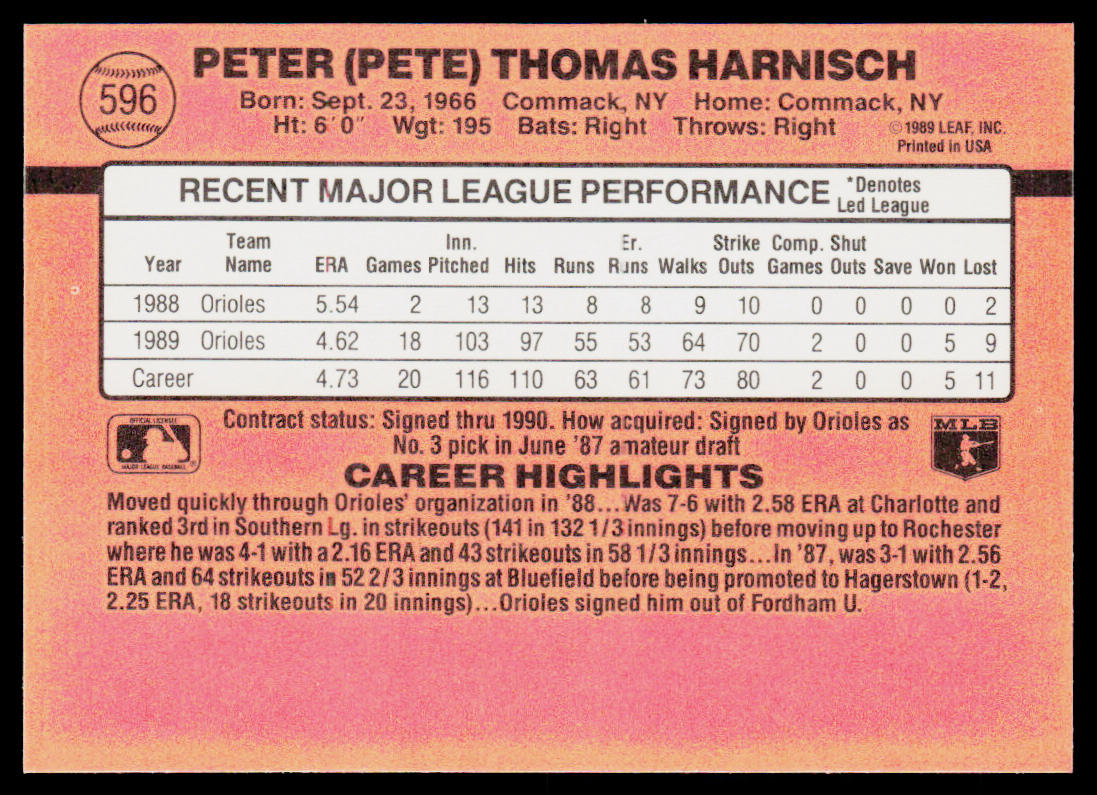 596
PETER (PETE) THOMAS HARNISCH
Born: Sept. 23, 1966 Commack, NY Home: Commack, NY
Ht: 6'0" Wgt: 195 Bats: Right Throws: Right
©1989 LEAF, INC.
Printed in USA
RECENT MAJOR LEAGUE PERFORMANCE *Denotes
Led League
Team Inn. Er. Strike Comp. Shut
Year Name ERA Games Pitched Hits Runs Runs Walks Outs Games Outs Save Won Lost
1988 Orioles 5.54 2 13 13 8 8 9 10 0 0 0 0 2
1989 Orioles 4.62 18 103 97 55 53 64 70 2 0 0 5 9
Career 4.73 20 116 110 63 61 73 80 2 0 0 5 11
OFFICIAL LICENSEE
MAJOR LEAGUE BASEBALL
Contract status: Signed thru 1990. How acquired: Signed by Orioles as
No. 3 pick in June '87 amateur draft
MLB
CAREER HIGHLIGHTS
Moved quickly through Orioles' organization in '88...Was 7-6 with 2.58 ERA at Charlotte and
ranked 3rd in Southern Lg. in strikeouts (141 in 132 1/3 innings) before moving up to Rochester
where he was 4-1 with a 2.16 ERA and 43 strikeouts in 58 1/3 innings...In '87, was 3-1 with 2.56
ERA and 64 strikeouts in 52 2/3 innings at Bluefield before being promoted to Hagerstown (1-2,
2.25 ERA, 18 strikeouts in 20 innings)...Orioles signed him out of Fordham U.